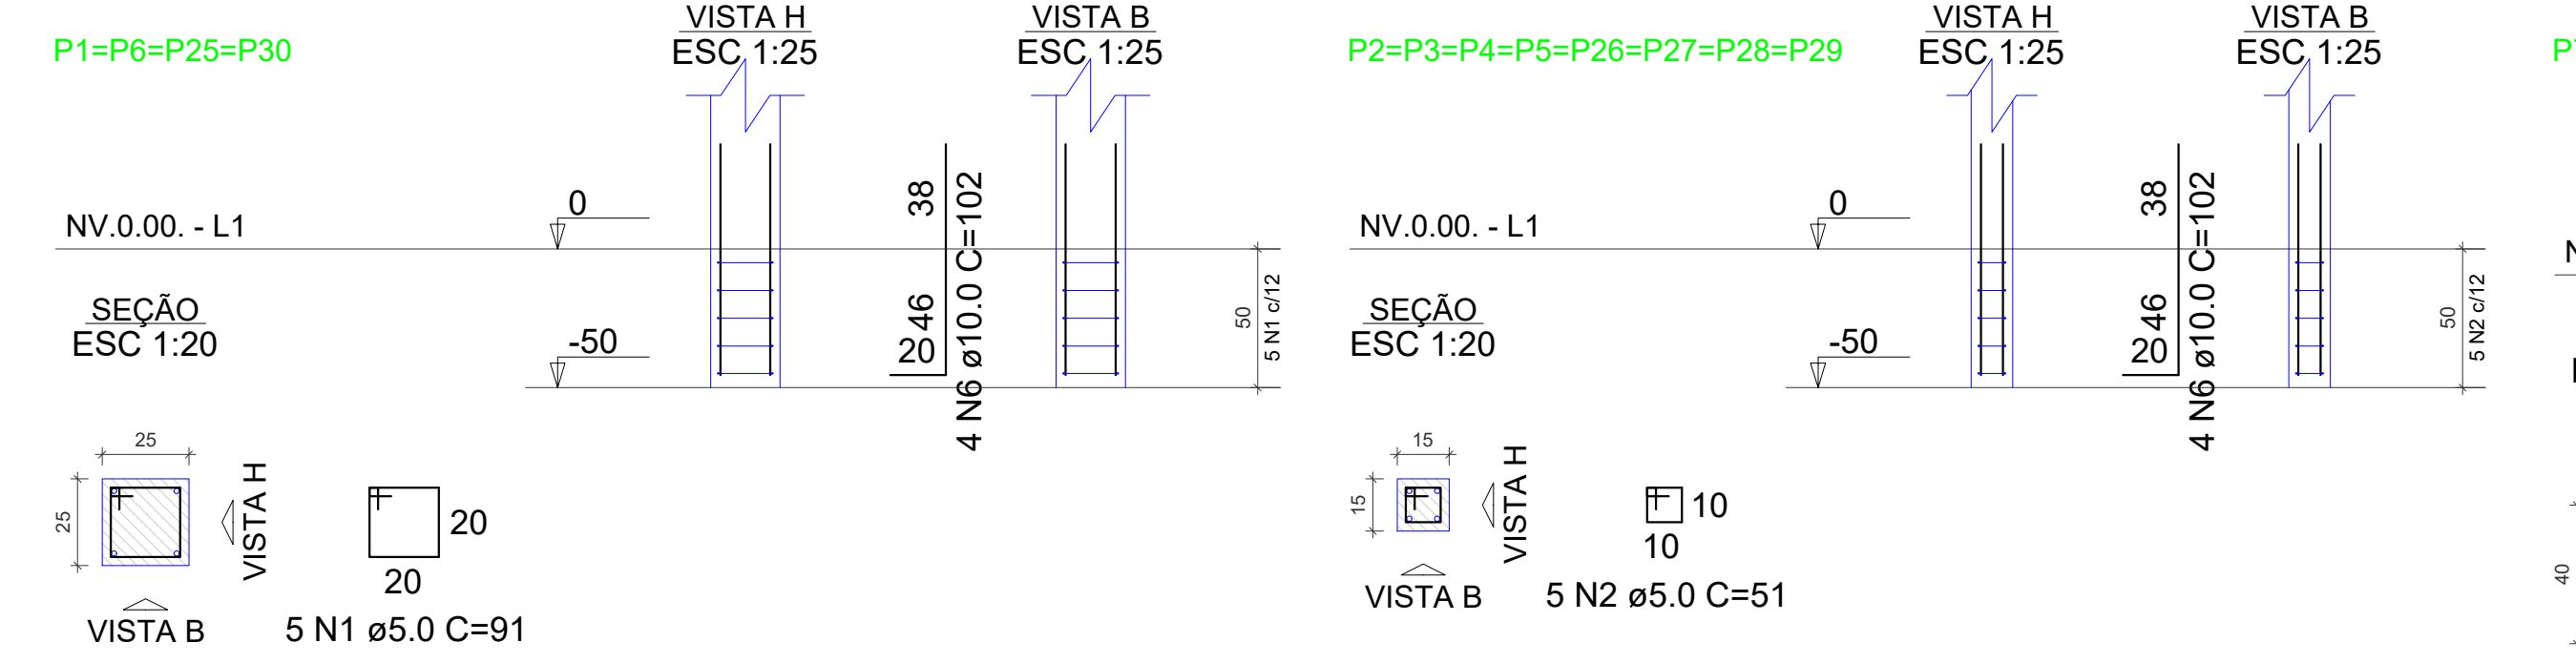 P1=P6=P25=P30
VISTA H
ESC 1:25
VISTA B
ESC 1:25
NV.0.00. - L1
0
-50
38
46
20
4 N6 ø10.0 C=102
50
5 N1 c/12
SEÇÃO
ESC 1:20
25
25
VISTA H
VISTA B
20
20
5 N1 ø5.0 C=91
P2=P3=P4=P5=P26=P27=P28=P29
VISTA H
ESC 1:25
VISTA B
ESC 1:25
NV.0.00. - L1
0
-50
38
46
20
4 N6 ø10.0 C=102
50
5 N2 c/12
SEÇÃO
ESC 1:20
15
15
VISTA H
VISTA B
10
10
5 N2 ø5.0 C=51
40